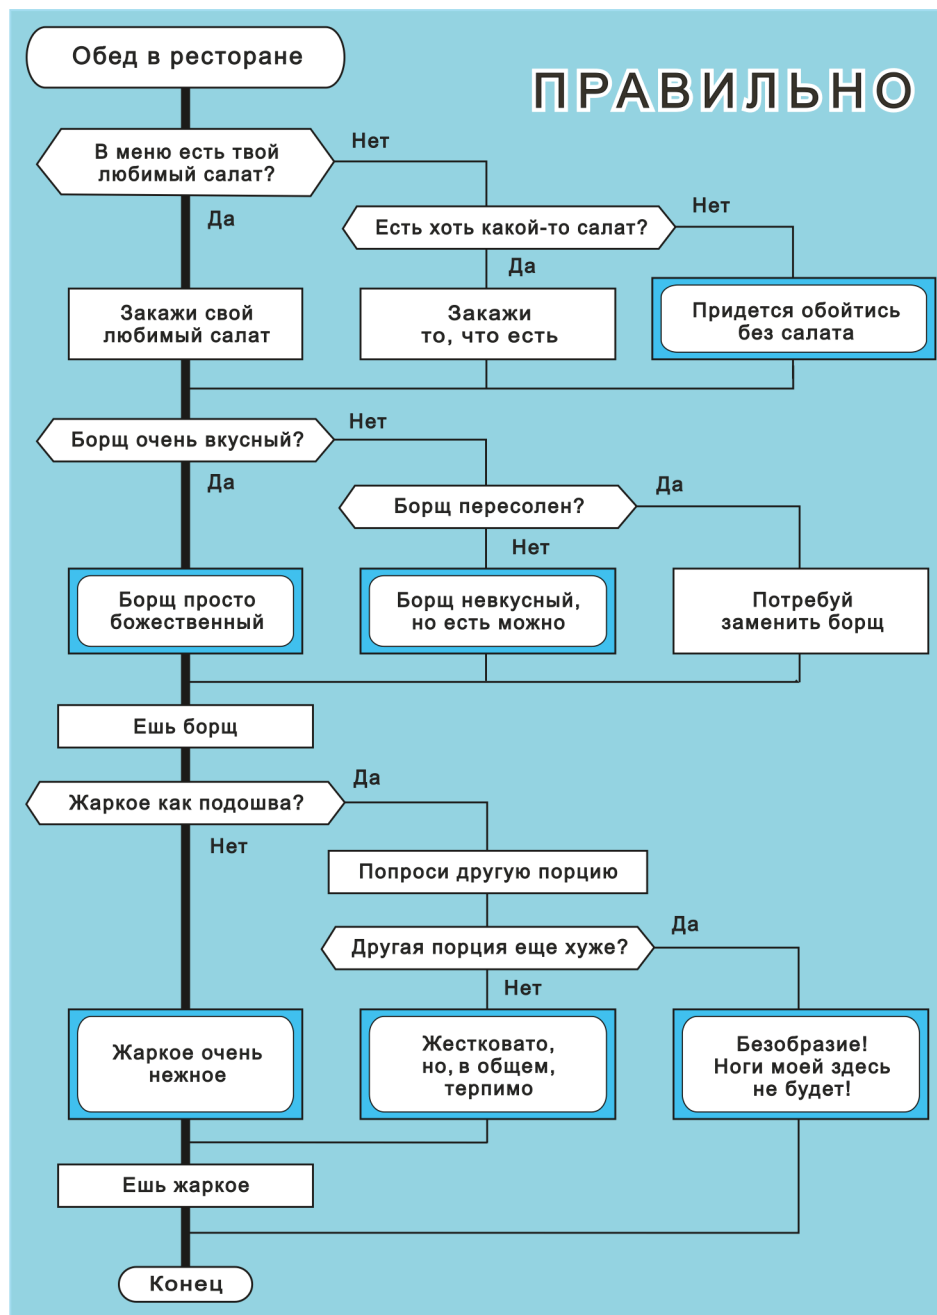 Обед в ресторане
ПРАВИЛЬНО
В меню есть твой
любимый салат?
Нет
Да
Есть хоть какой-то салат?
Нет
Да
Закажи свой
любимый салат
Закажи
то, что есть
Придется обойтись
без салата
Борщ очень вкусный?
Нет
Да
Борщ пересолен?
Да
Нет
Борщ просто
божественный
Борщ невкусный,
но есть можно
Потребуй
заменить борщ
Ешь борщ
Жаркое как подошва?
Да
Нет
Попроси другую порцию
Другая порция еще хуже?
Да
Нет
Жаркое очень
нежное
Жестковато,
но, в общем,
терпимо
Безобразие!
Ноги моей здесь
не будет!
Ешь жаркое
Конец